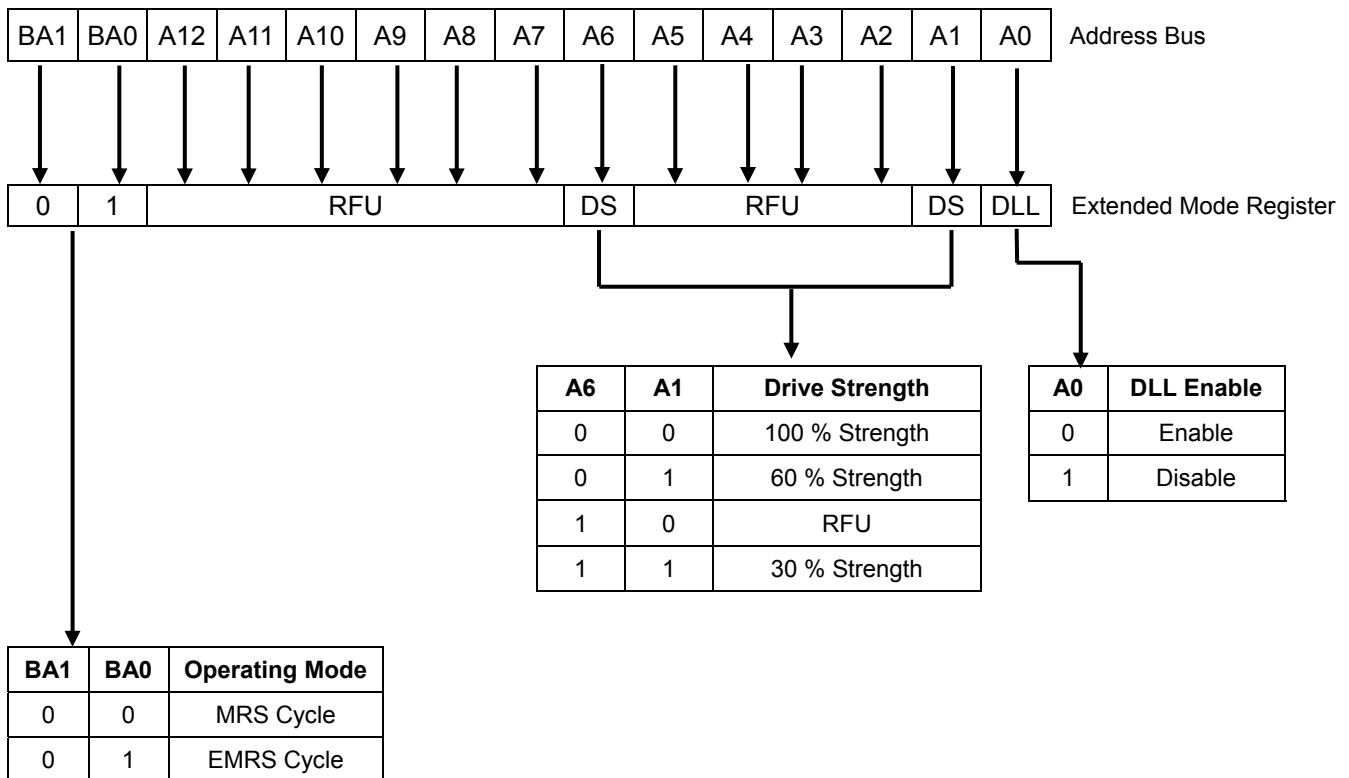 BA1 BA0 A12 A11 A10 A9 A8 A7 A6 A5 A4 A3 A2 A1 A0 Address Bus
0 1 RFU DS RFU DS DLL Extended Mode Register
A6 A1 Drive Strength
0 0 100 % Strength
0 1 60 % Strength
1 0 RFU
1 1 30 % Strength
A0 DLL Enable
0 Enable
1 Disable
BA1 BA0 Operating Mode
0 0 MRS Cycle
0 1 EMRS Cycle